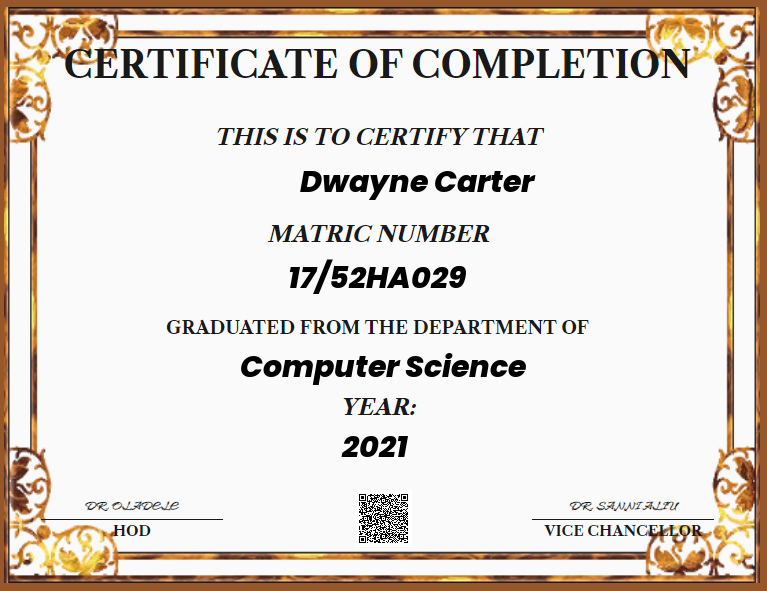 CERTIFICATE OF COMPLETION
THIS IS TO CERTIFY THAT
Dwayne Carter
MATRIC NUMBER
17/52HA029
GRADUATED FROM THE DEPARTMENT OF
Computer Science
YEAR:
2021
DR. OLADELE
HOD
DR. SANNI ALIU
VICE CHANCELLOR